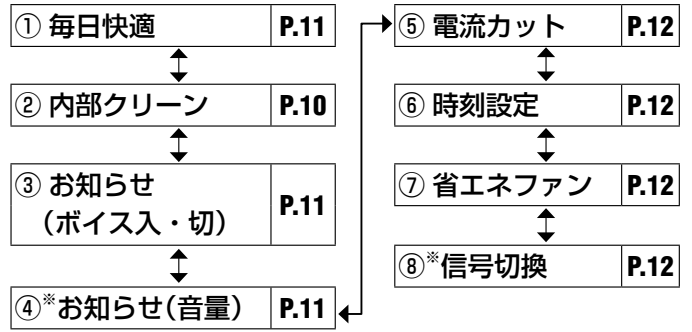 ① 毎日快適 P.11
② 内部クリーン P.10
③ お知らせ
（ボイス入・切） P.11
④※お知らせ（音量） P.11
⑤ 電流カット P.12
⑥ 時刻設定 P.12
⑦ 省エネファン P.12
⑧※信号切換 P.12